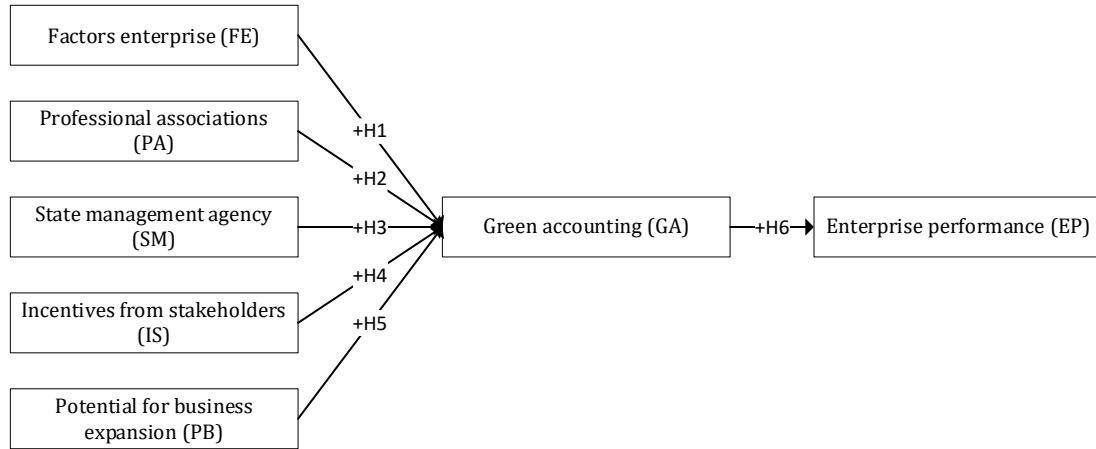 Factors enterprise (FE)
Professional associations
(PA)
State management agency
(SM)
Incentives from stakeholders
(IS)
Potential for business
expansion (PB)
+H1
+H2
+H3
+H4
+H5
Green accounting (GA)
+H6
Enterprise performance (EP)